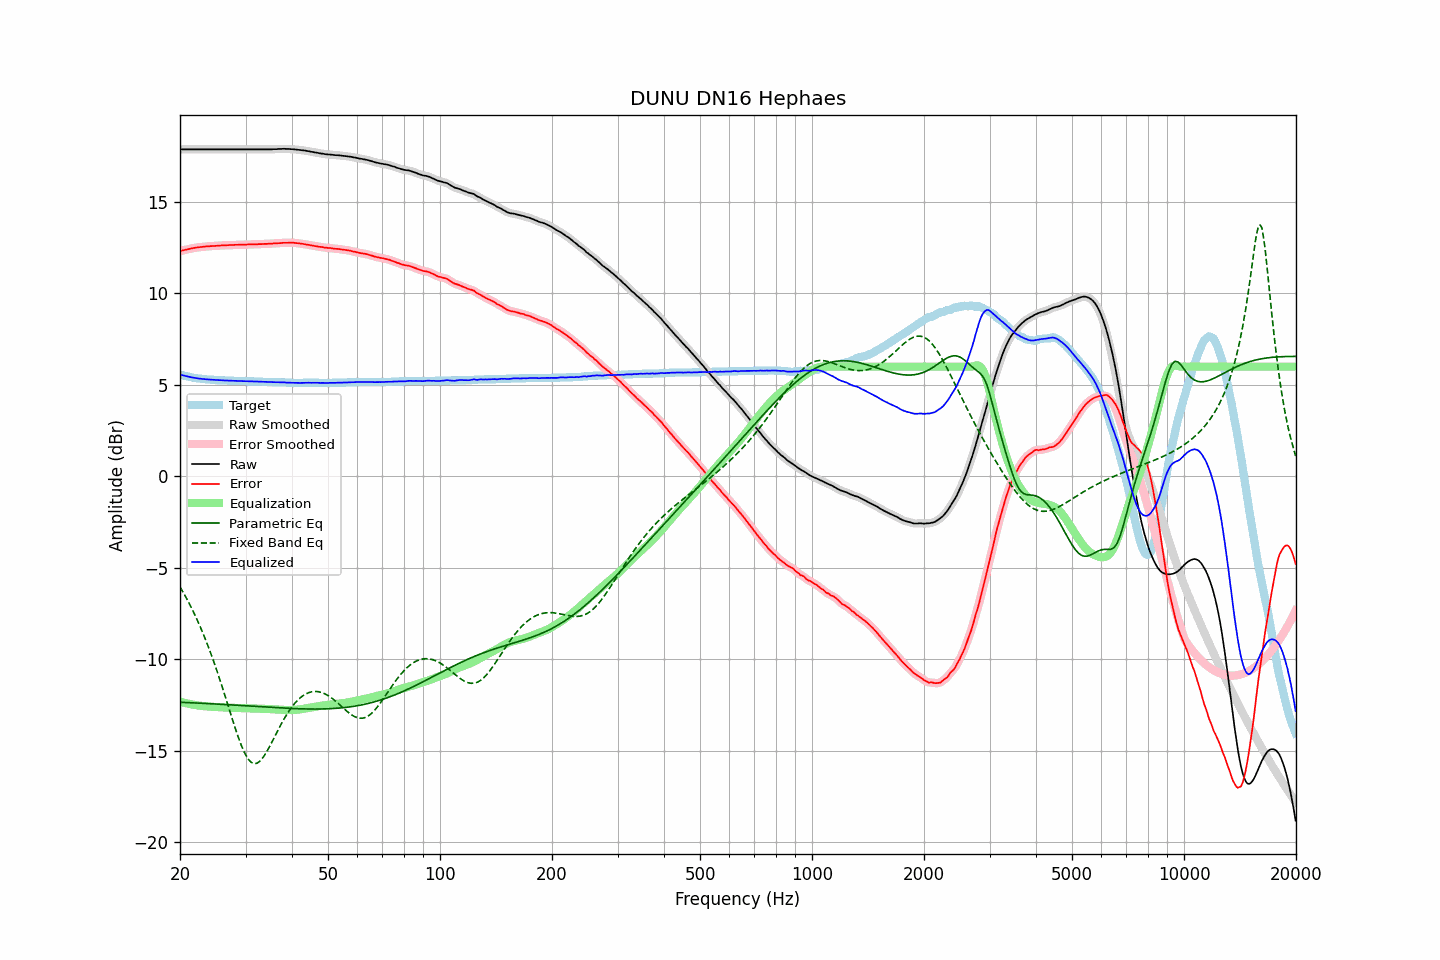 DUNU DN16 Hephaes
Amplitude (dBr)
15
10
5
0
−5
−10
−15
−20
Target
Raw Smoothed
Error Smoothed
Raw
Error
Equalization
Parametric Eq
Fixed Band Eq
Equalized
20 50 100 200 500 1000 2000 5000 10000 20000
Frequency (Hz)